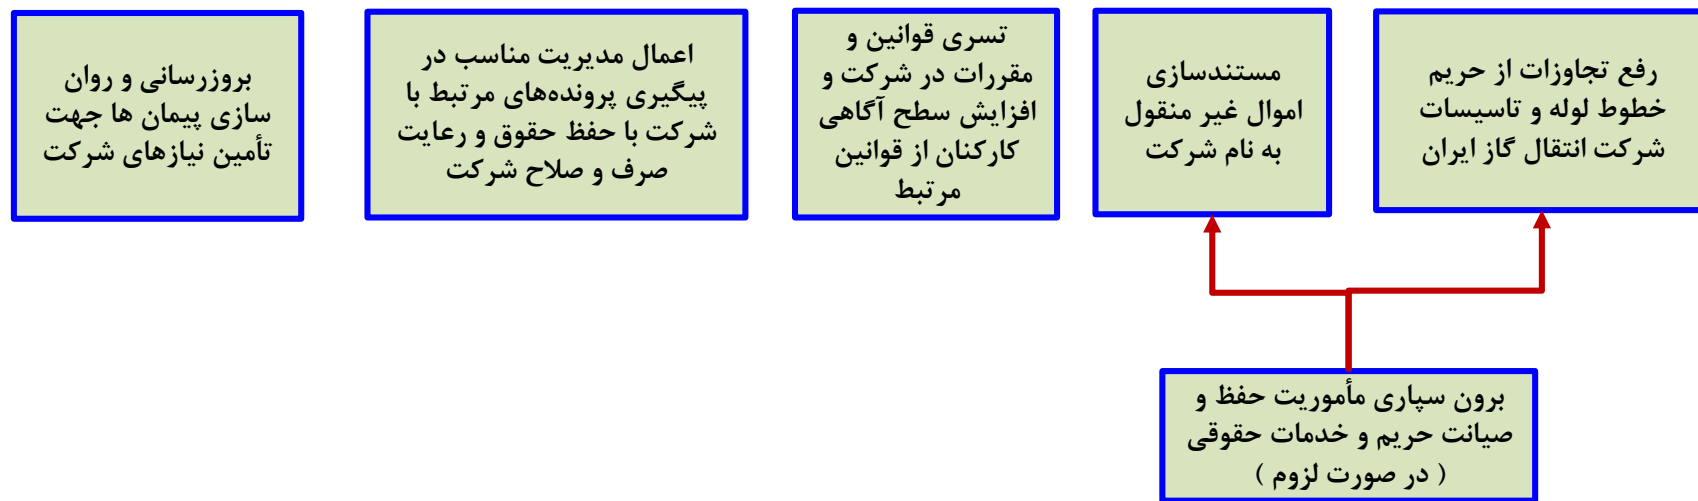 رفع تجاوزات از حریم
خطوط لوله و تاسیسات
شرکت انتقال گاز ایران
مستندسازی
اموال غیر منقول
به نام شرکت
تسری قوانین و
مقررات در شرکت و
افزایش سطح آگاهی
کارکنان از قوانین
مرتبط
اعمال مدیریت مناسب در
پیگیری پرونده‌های مرتبط با
شرکت با حفظ حقوق و رعایت
صرف و صلاح شرکت
بروزرسانی و روان
سازی پیمان ها جهت
تأمین نیازهای شرکت
برون سپاری مأموریت حفظ و
صیانت حریم و خدمات حقوقی
( در صورت لزوم )